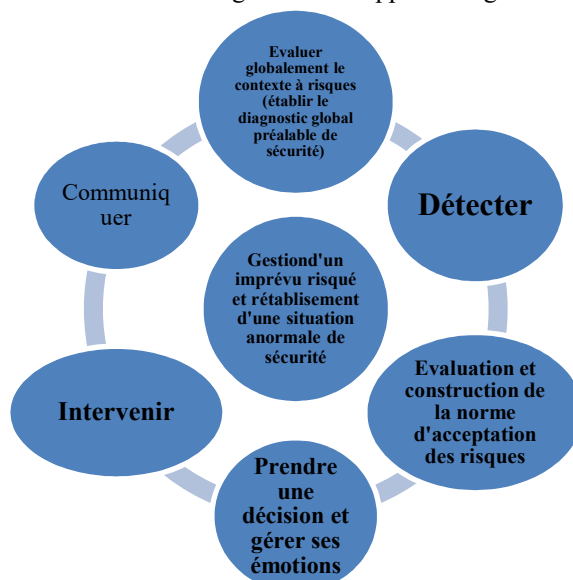 Evaluer
globalement le
contexte à risques
(établir le
diagnostic global
préalable de
sécurité)
Détecter
Evaluation et
construction de
la norme
d'acceptation
des risques
Prendre
une
décision et
gérer ses
émotions
Intervenir
Communiq
uer
Gestiond'un
imprévu risqué
et rétablisement
d'une situation
anormale de
sécurité